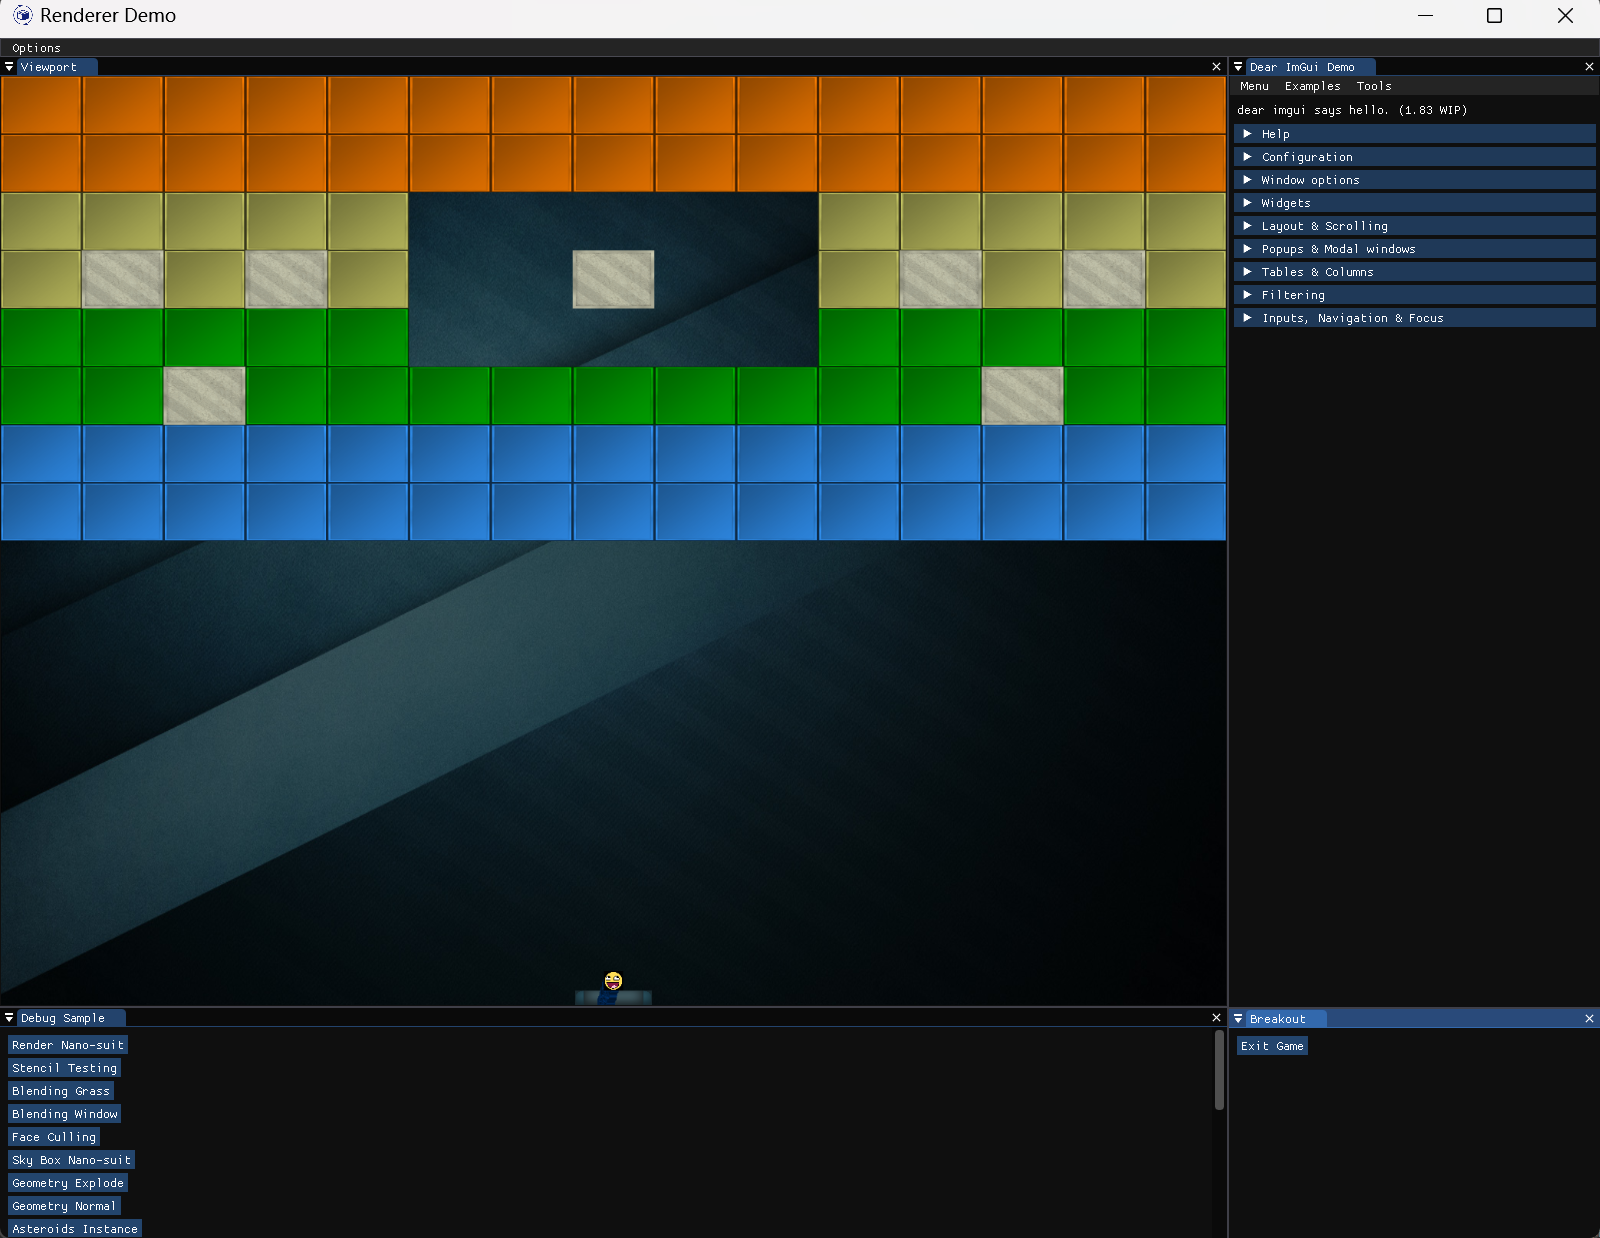 Renderer Demo
Options
Viewport
Dear ImGui Demo
Menu Examples Tools
dear imgui says hello. (1.83 WIP)
Help
Configuration
Window options
Widgets
Layout & Scrolling
Popups & Modal windows
Tables & Columns
Filtering
Inputs, Navigation & Focus
Debug Sample
Render Nano-suit
Stencil Testing
Blending Grass
Blending Window
Face Culling
Sky Box Nano-suit
Geometry Explode
Geometry Normal
Asteroids Instance
Breakout
Exit Game